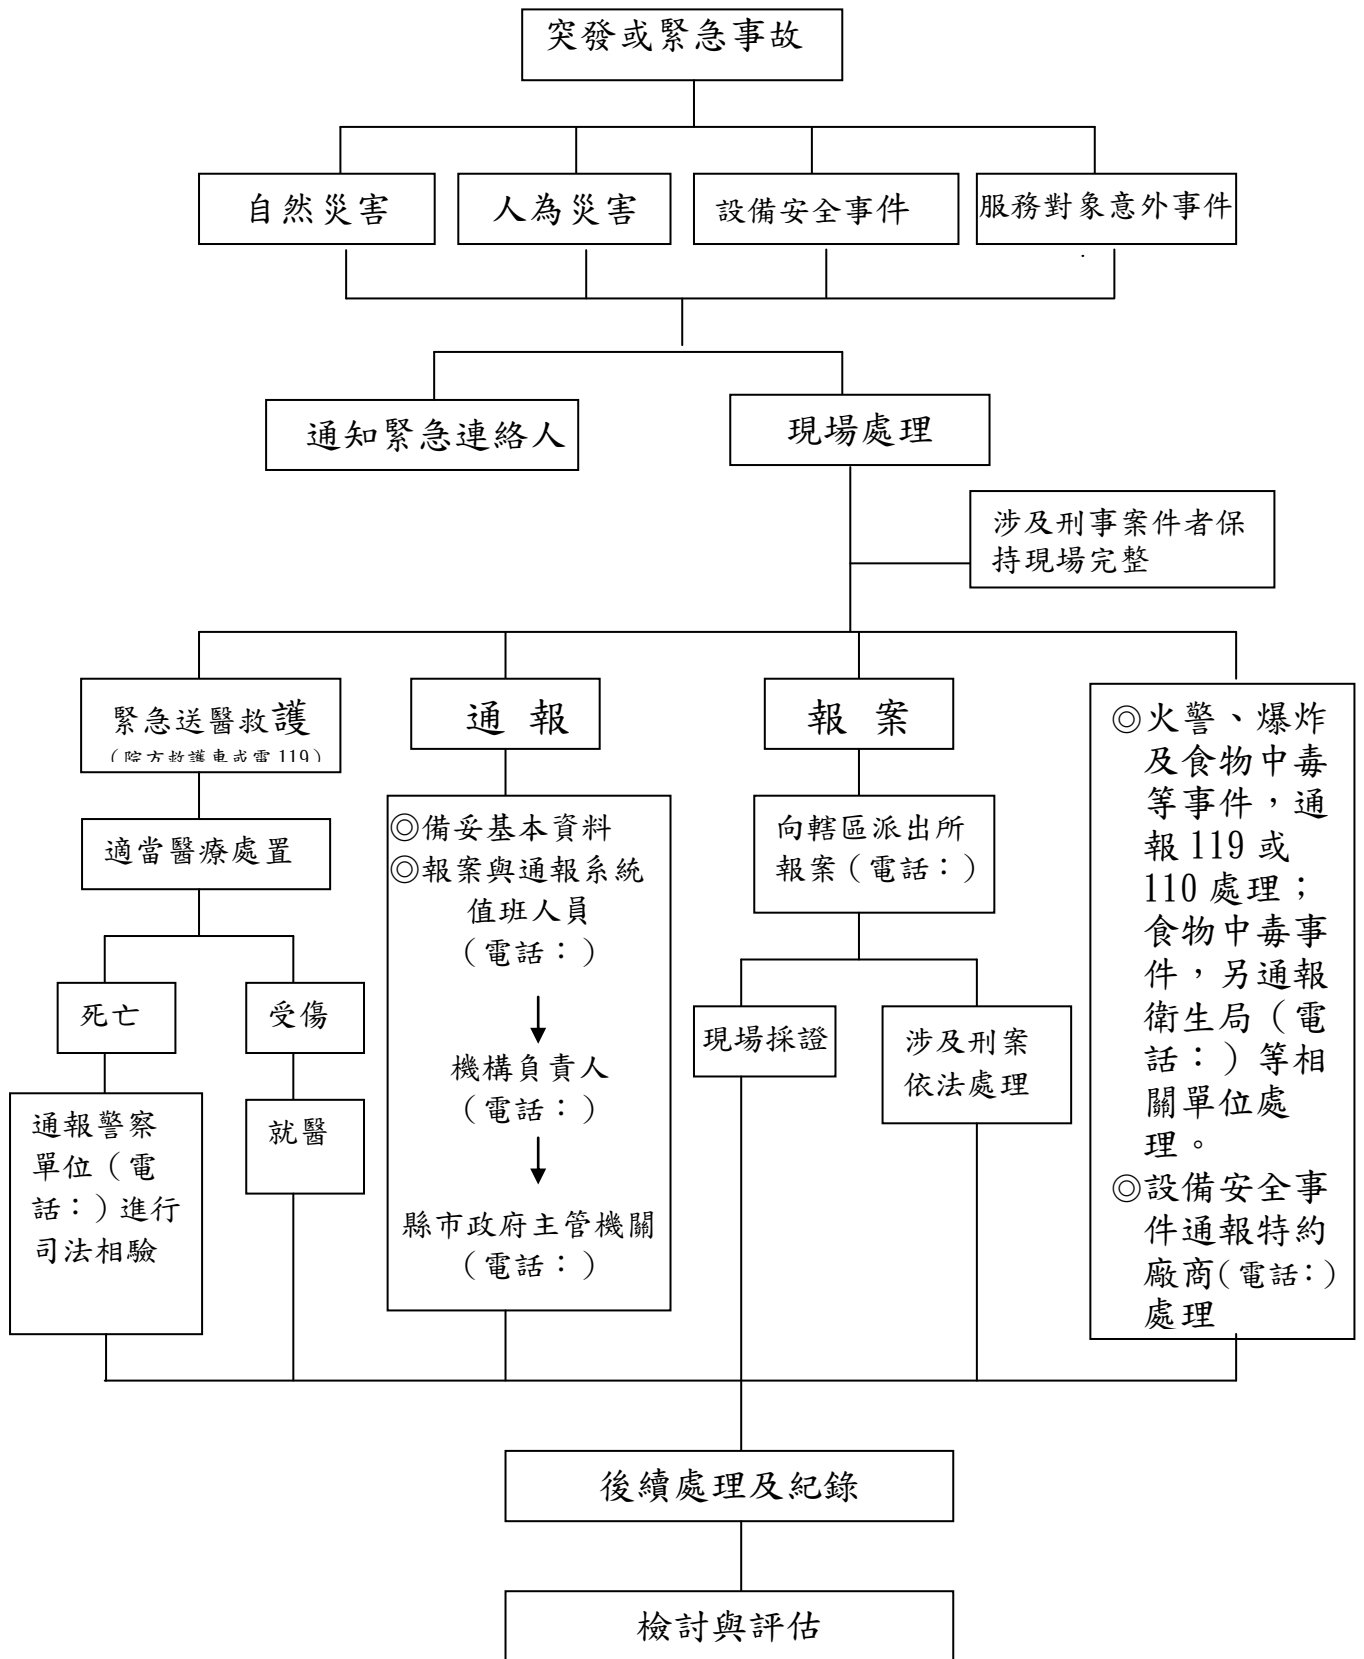 突發或緊急事故
自然災害
人為災害
設備安全事件
服務對象意外事件
通知緊急連絡人
現場處理
涉及刑事案件者保
持現場完整
緊急送醫救護
（院方救護車或電 119）
適當醫療處置
死亡
受傷
通報警察
單位（電
話：）進行
司法相驗
就醫
通 報
◎備妥基本資料
◎報案與通報系統
值班人員
（電話：）
機構負責人
（電話：）
縣市政府主管機關
（電話：）
報 案
向轄區派出所
報案（電話：）
現場採證
涉及刑案
依法處理
◎火警、爆炸
及食物中毒
等事件，通
報 119 或
110 處理；
食物中毒事
件，另通報
衛生局（電
話：）等相
關單位處
理。
◎設備安全事
件通報特約
廠商(電話：)
處理
後續處理及紀錄
檢討與評估